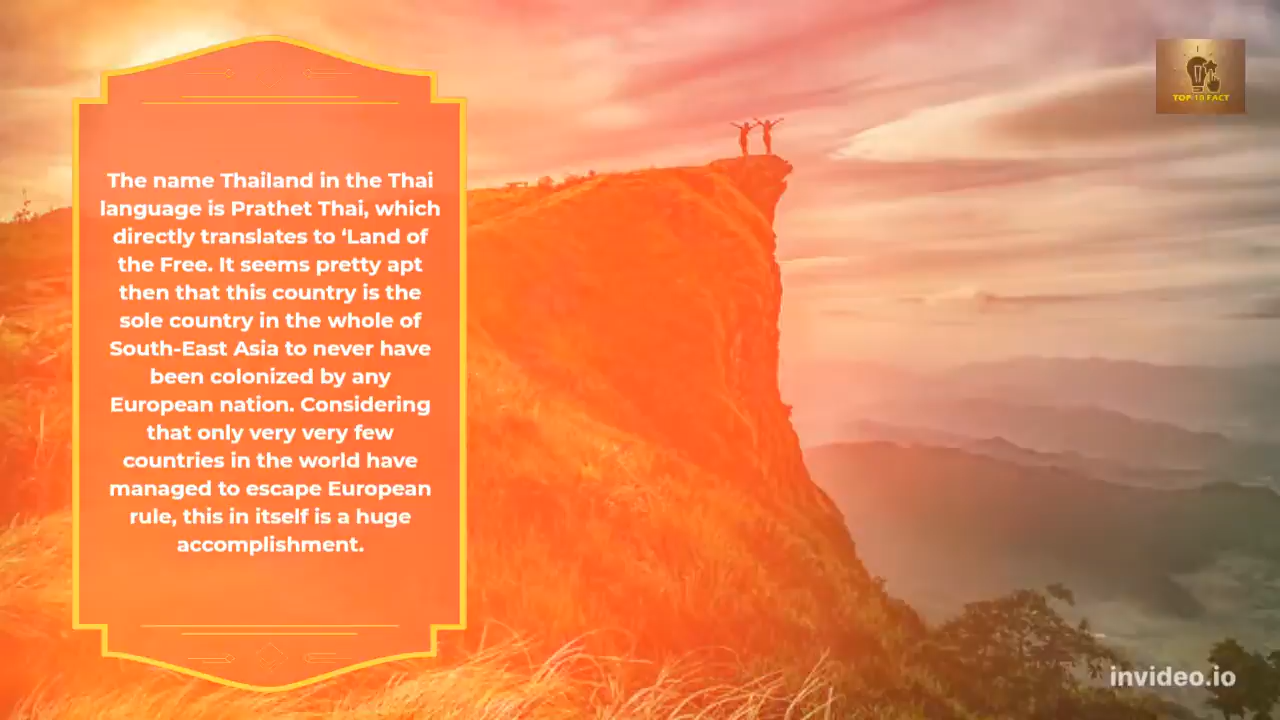 The name Thailand in the Thai
language is Prathet Thai, which
directly translates to ‘Land of
the Free. It seems pretty apt
then that this country is the
sole country in the whole of
South-East Asia to never have
been colonized by any
European nation. Considering
that only very very few
countries in the world have
managed to escape European
rule, this in itself is a huge
accomplishment.
TOP 10 FACT
invideo.io